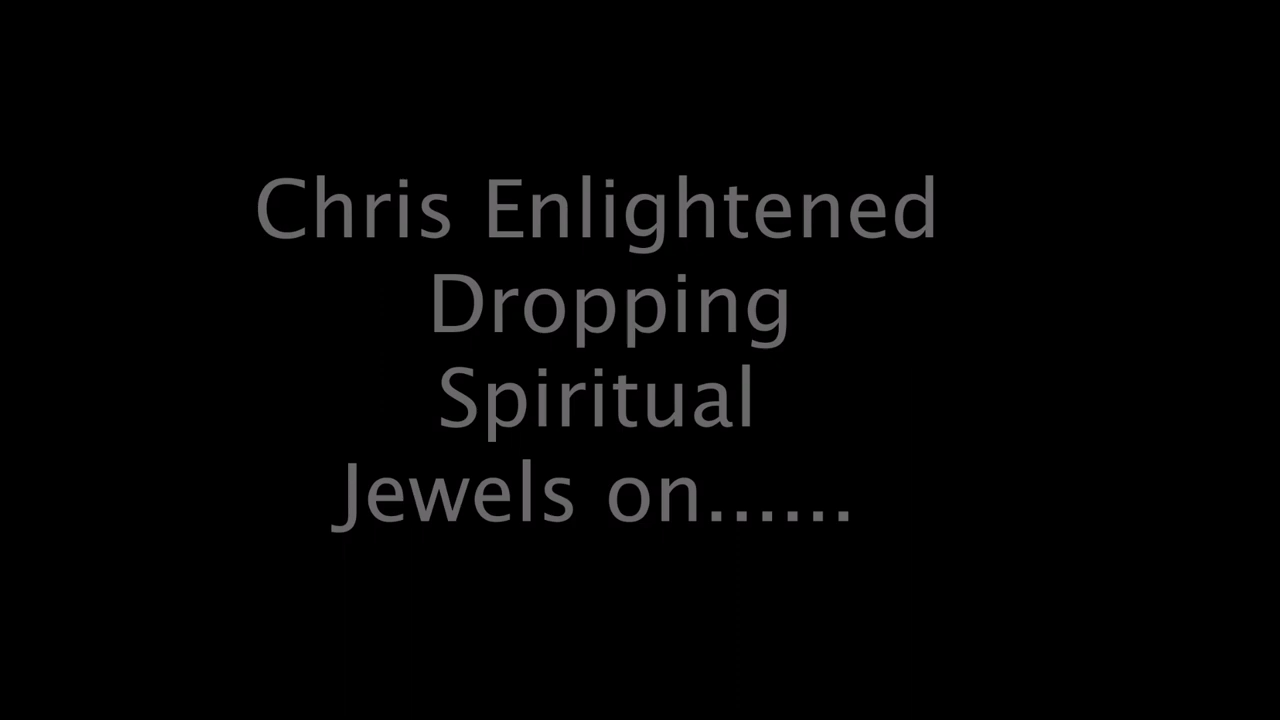 Chris Enlightened
Dropping
Spiritual
Jewels on......